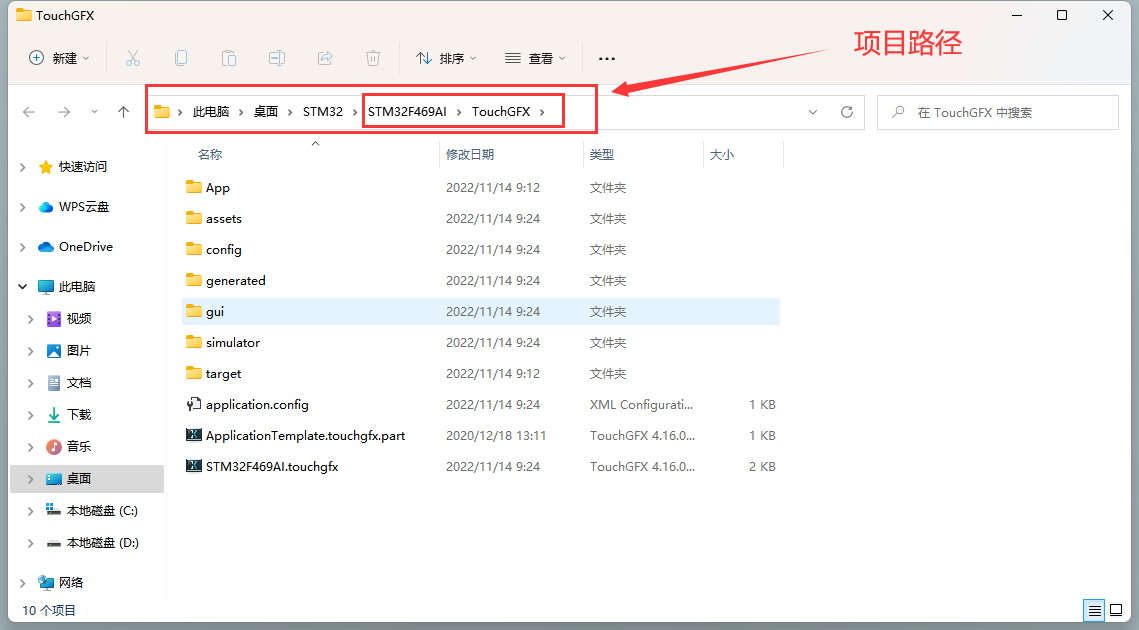 TouchGFX
项目路径
新建
排序
查看
此电脑 > 桌面 > STM32 > STM32F469AI > TouchGFX >
在 TouchGFX 中搜索
名称 修改日期 类型 大小
快速访问
WPS云盘
OneDrive
此电脑
视频
图片
文档
下载
音乐
桌面
本地磁盘 (C:)
本地磁盘 (D:)
网络
App 2022/11/14 9:12 文件夹
assets 2022/11/14 9:24 文件夹
config 2022/11/14 9:24 文件夹
generated 2022/11/14 9:24 文件夹
gui 2022/11/14 9:24 文件夹
simulator 2022/11/14 9:24 文件夹
target 2022/11/14 9:12 文件夹
application.config 2022/11/14 9:24 XML Configurati... 1 KB
ApplicationTemplate.touchgfx.part 2020/12/18 13:11 TouchGFX 4.16.0... 1 KB
STM32F469AI.touchgfx 2022/11/14 9:24 TouchGFX 4.16.0... 2 KB
10 个项目